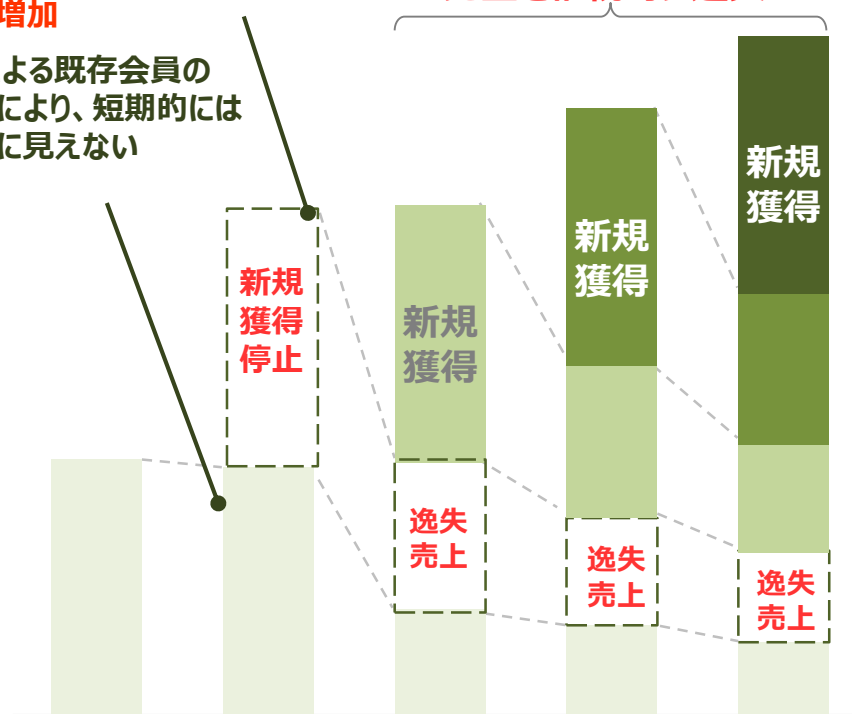 増加
よる既存会員の
により、短期的には
に見えない
新規
獲得
停止
新規
獲得
逸失
売上
新規
獲得
逸失
売上
新規
獲得
逸失
売上